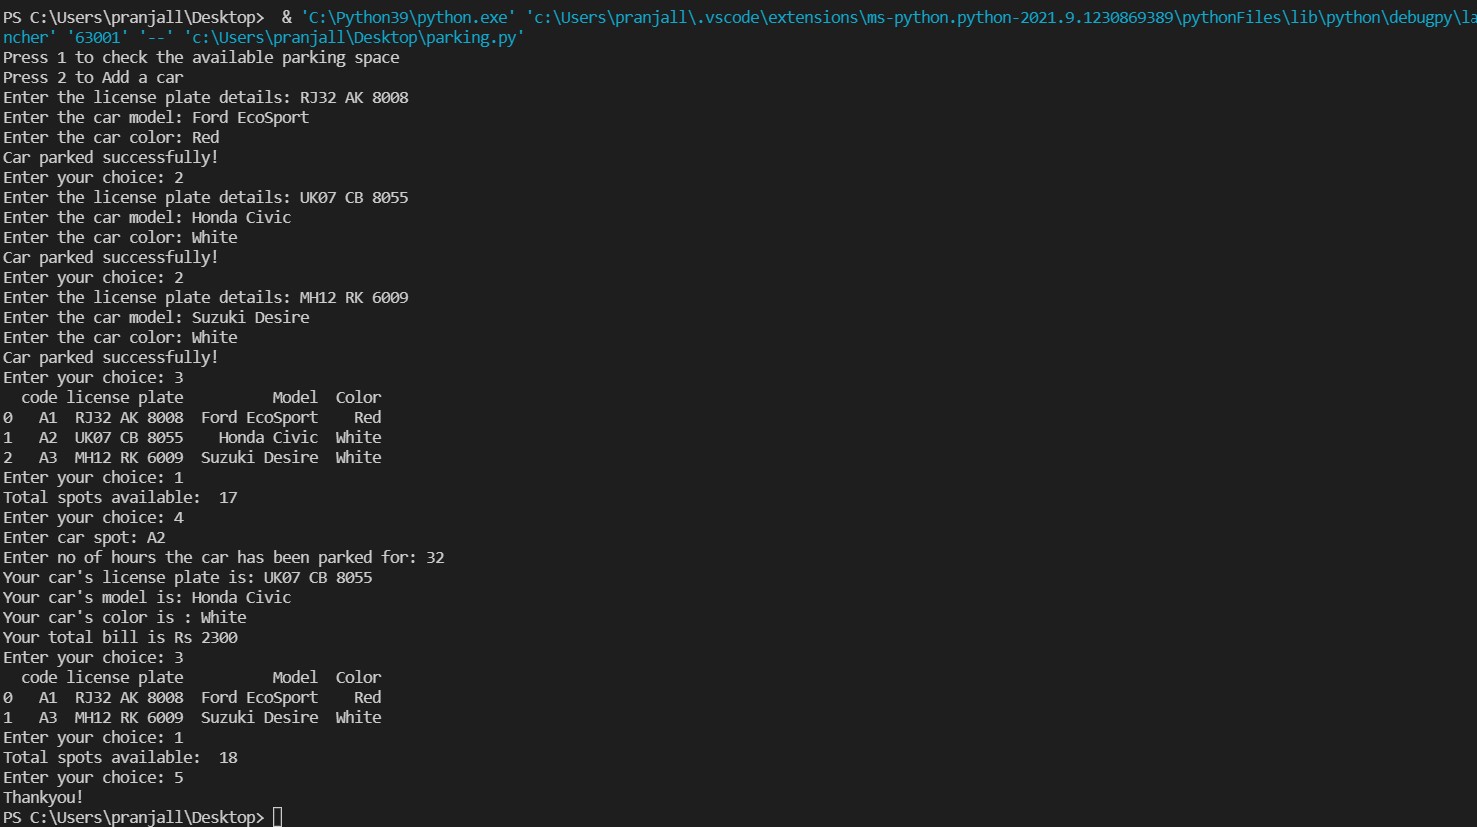 PS C:\Users\pranjall\Desktop>  & 'C:\Python39\python.exe' 'c:\Users\pranjall\.vscode\extensions\ms-python.python-2021.9.1230869389\pythonFiles\lib\python\debugpy\la
ncher' '63001' '--' 'c:\Users\pranjall\Desktop\parking.py'
Press 1 to check the available parking space
Press 2 to Add a car
Enter the license plate details: RJ32 AK 8008
Enter the car model: Ford EcoSport
Enter the car color: Red
Car parked successfully!
Enter your choice: 2
Enter the license plate details: UK07 CB 8055
Enter the car model: Honda Civic
Enter the car color: White
Car parked successfully!
Enter your choice: 2
Enter the license plate details: MH12 RK 6009
Enter the car model: Suzuki Desire
Enter the car color: White
Car parked successfully!
Enter your choice: 3
  code license plate          Model  Color
0   A1  RJ32 AK 8008  Ford EcoSport    Red
1   A2  UK07 CB 8055    Honda Civic  White
2   A3  MH12 RK 6009  Suzuki Desire  White
Enter your choice: 1
Total spots available:  17
Enter your choice: 4
Enter car spot: A2
Enter no of hours the car has been parked for: 32
Your car's license plate is: UK07 CB 8055
Your car's model is: Honda Civic
Your car's color is : White
Your total bill is Rs 2300
Enter your choice: 3
  code license plate          Model  Color
0   A1  RJ32 AK 8008  Ford EcoSport    Red
1   A3  MH12 RK 6009  Suzuki Desire  White
Enter your choice: 1
Total spots available:  18
Enter your choice: 5
Thankyou!
PS C:\Users\pranjall\Desktop>